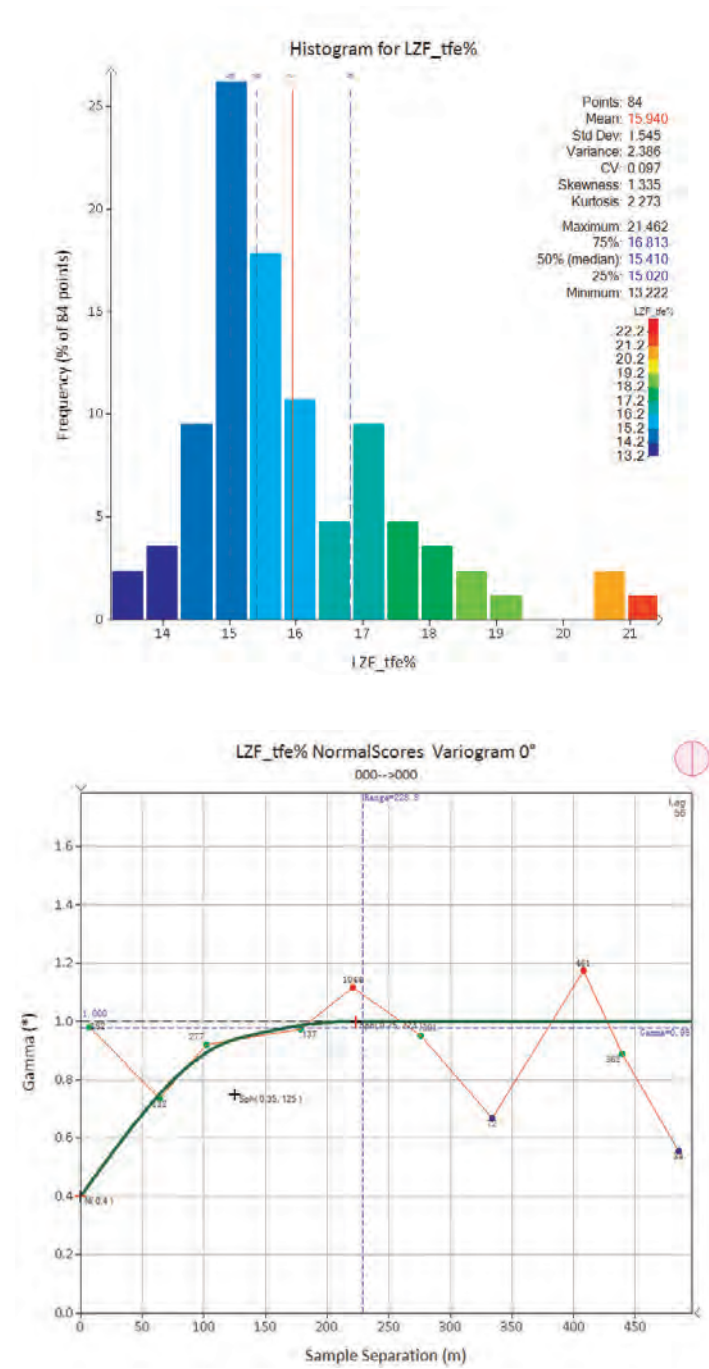 Histogram for LZF_tfe%
Points: 84
Mean: 15.940
Std Dev: 1.545
Variance: 2.386
CV: 0.097
Skewness: 1.335
Kurtosis: 2.273
Maximum: 21.462
75%: 16.813
50% (median): 15.410
25%: 15.020
Minimum: 13.222
LZF_tfe%
22.2
21.2
20.2
19.2
18.2
17.2
16.2
15.2
14.2
13.2
Frequency (% of 84 points)
25
20
15
10
5
0
14 15 16 17 18 19 20 21
LZF_tfe%
LZF_tfe% NormalScores Variogram 0°
000-->000
Lag
Gamma (*)
1.6
1.4
1.2
1.0
0.8
0.6
0.4
0.2
0.0
1.000
N(0.4)
Sph( 0.35, 125 )
0 50 100 150 200 250 300 350 400 450
Sample Separation (m)